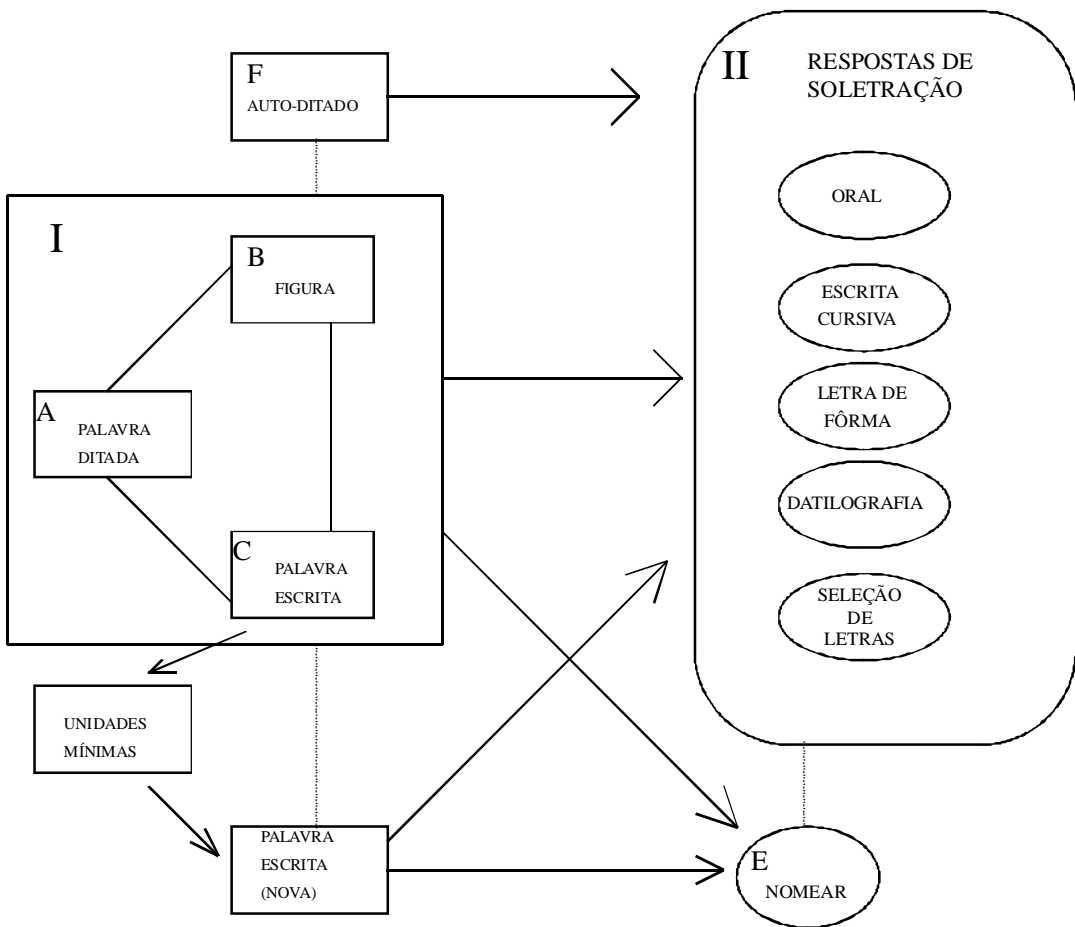 F
AUTO-DITADO
II
RESPOSTAS DE
SOLETRAÇÃO
ORAL
ESCRITA
CURSIVA
LETRA DE
FÔRMA
DATILOGRAFIA
SELEÇÃO
DE
LETRAS
I
B
FIGURA
A
PALAVRA
DITADA
C
PALAVRA
ESCRITA
UNIDADES
MÍNIMAS
PALAVRA
ESCRITA
(NOVA)
E
NOMEAR